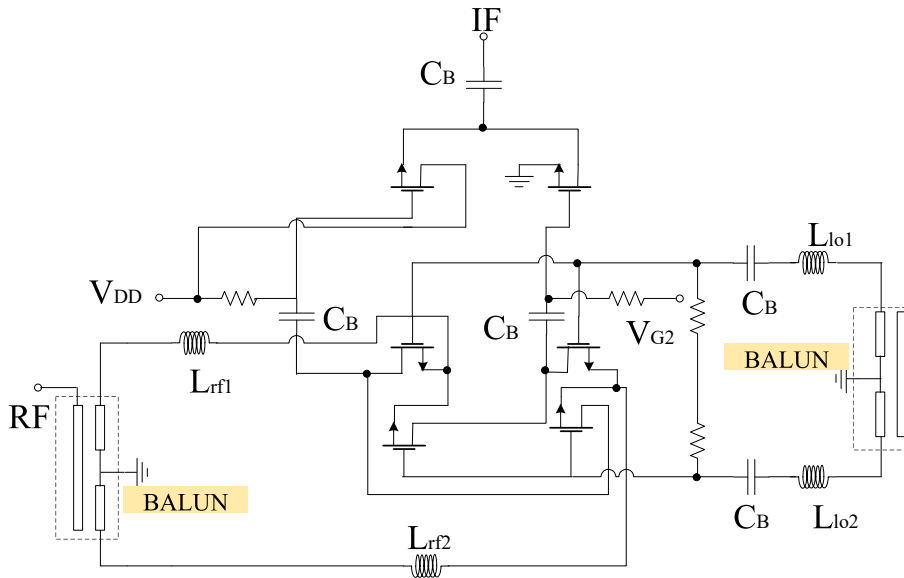 IF
CB
Llo1
VDD
CB
CB
VG2
CB
Lrf1
BALUN
RF
BALUN
CB
Llo2
Lrf2